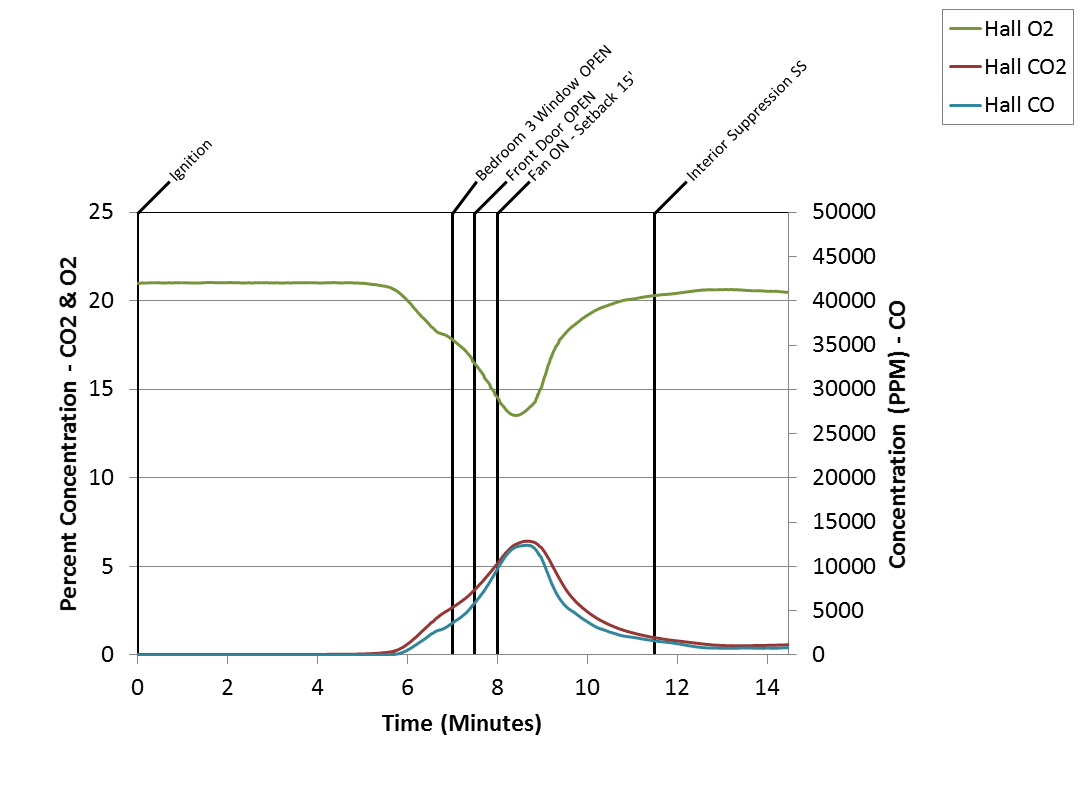 Hall O2
Hall CO2
Hall CO
Ignition
Bedroom 3 Window OPEN
Front Door OPEN
Fan ON - Setback 15'
Interior Suppression SS
Percent Concentration - CO2 & O2
25
20
15
10
5
0
50000
45000
40000
35000
30000
25000
20000
15000
10000
5000
0
Concentration (PPM) - CO
0 2 4 6 8 10 12 14
Time (Minutes)